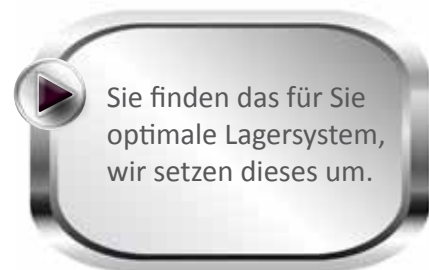 Sie finden das für Sie
optimale Lagersystem,
wir setzen dieses um.